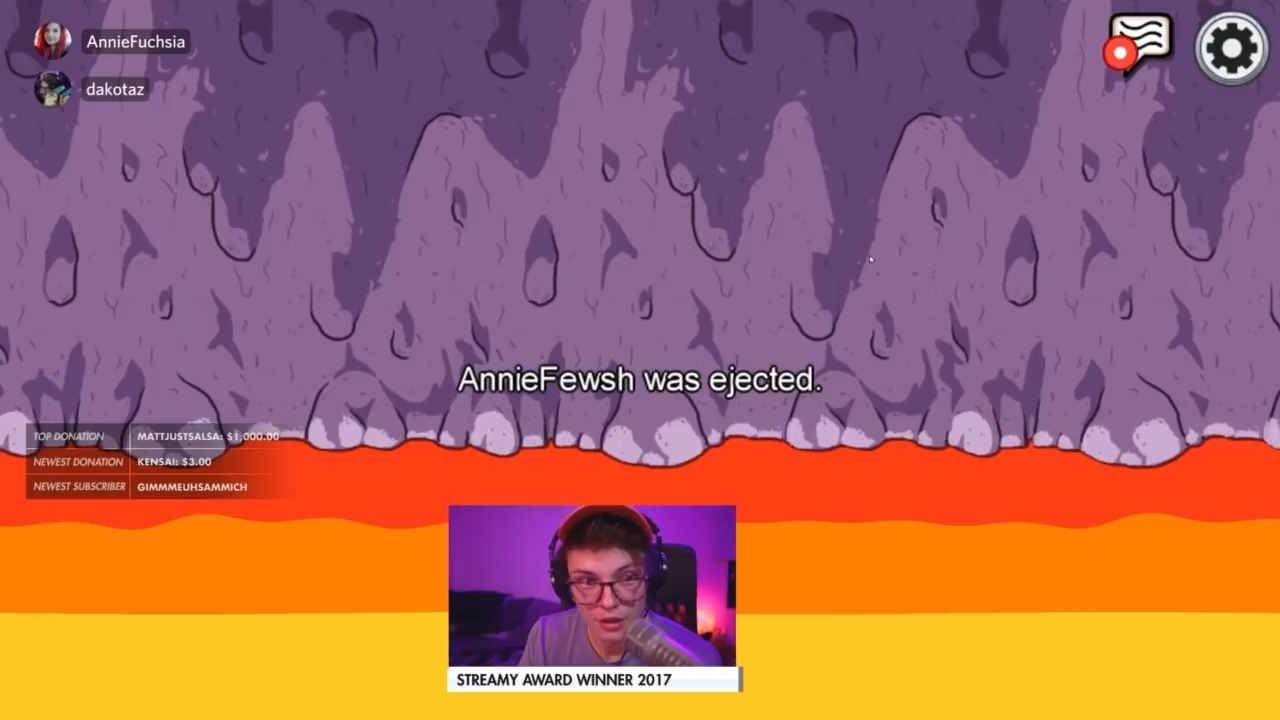 AnnieFuchsia
dakotaz
AnnieFewsh was ejected.
TOP DONATION MATTJUSTSALSA: $1,000.00
NEWEST DONATION KENSAI: $3.00
NEWEST SUBSCRIBER GIMMMEUHSAMMICH
STREAMY AWARD WINNER 2017